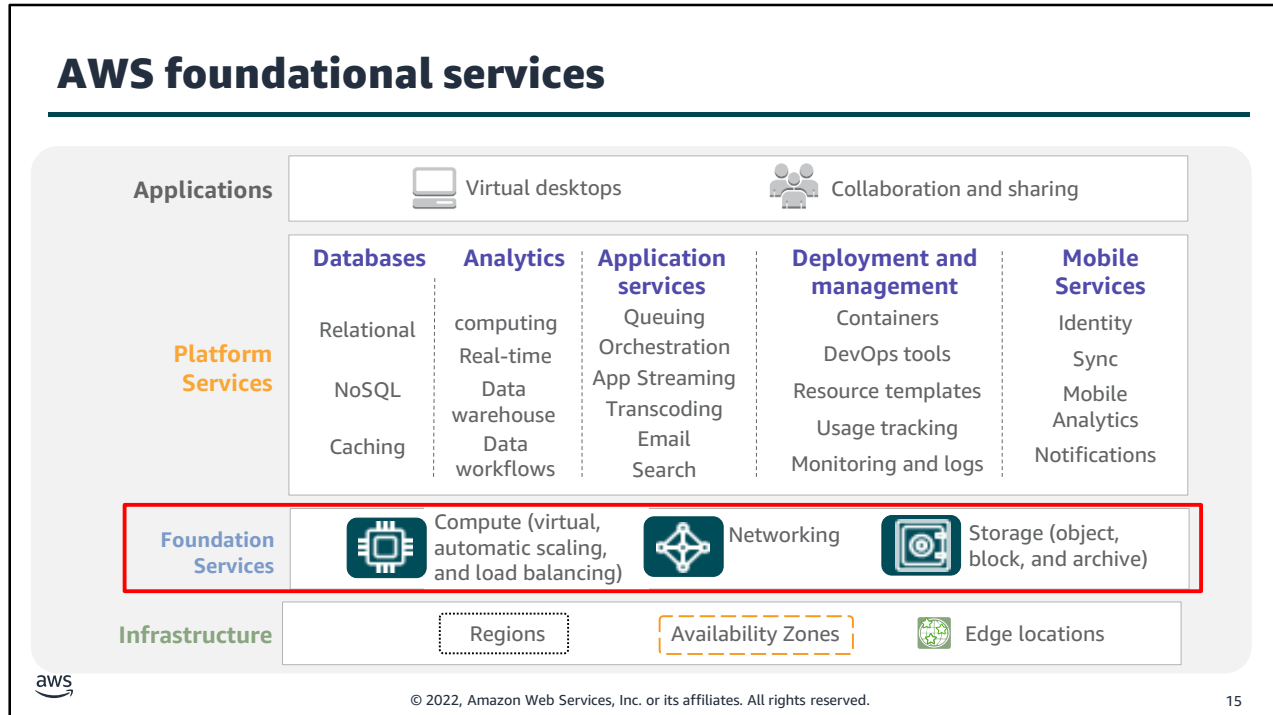 AWS foundational services
Applications
Virtual desktops
Collaboration and sharing
Platform
Services
Databases
Relational
NoSQL
Caching
Analytics
computing
Real-time
Data
warehouse
Data
workflows
Application
services
Queuing
Orchestration
App Streaming
Transcoding
Email
Search
Deployment and
management
Containers
DevOps tools
Resource templates
Usage tracking
Monitoring and logs
Mobile
Services
Identity
Sync
Mobile
Analytics
Notifications
Foundation
Services
Compute (virtual,
automatic scaling,
and load balancing)
Networking
Storage (object,
block, and archive)
Infrastructure
Regions
Availability Zones
Edge locations
aws
© 2022, Amazon Web Services, Inc. or its affiliates. All rights reserved.
15